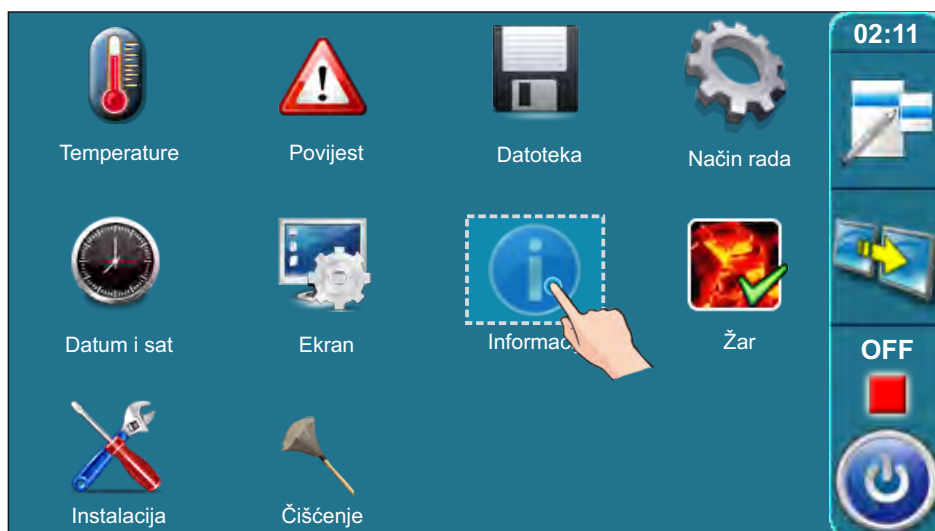 02:11
Temperature
Povijest
Datoteka
Način rada
Datum i sat
Ekran
Žar
OFF
Instalacija
Čišćenje